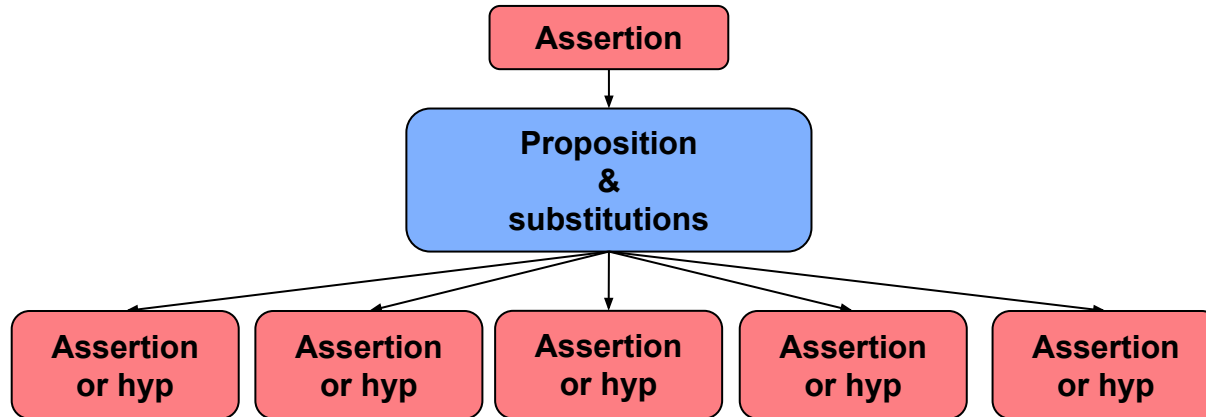 Assertion
Proposition
&
substitutions
Assertion
or hyp
Assertion
or hyp
Assertion
or hyp
Assertion
or hyp
Assertion
or hyp